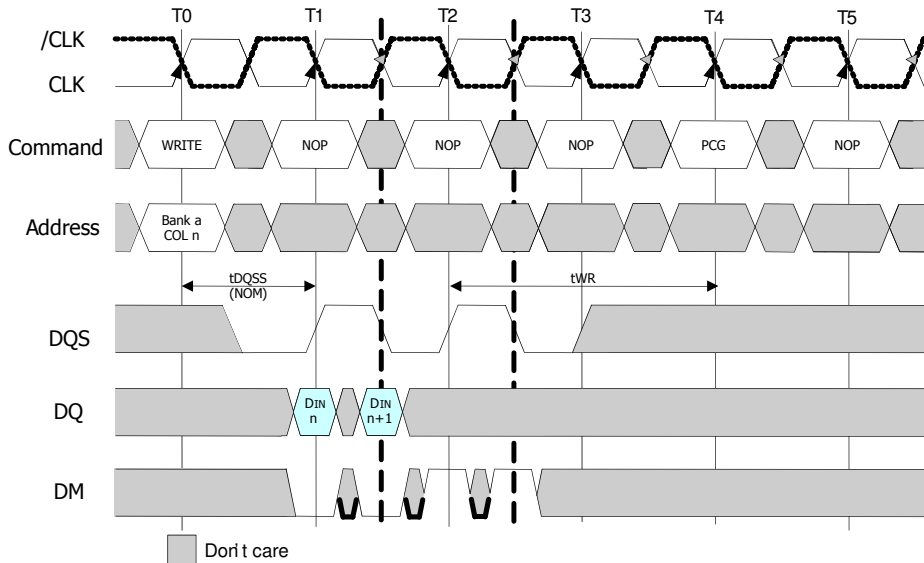 T0 T1 T2 T3 T4 T5
/CLK
CLK
Command WRITE NOP NOP NOP PCG NOP
Address Bank a
COL n
tDQSS
(NOM)
tWR
DQS
DQ DIN
n
DIN
n+1
DM
Don't care